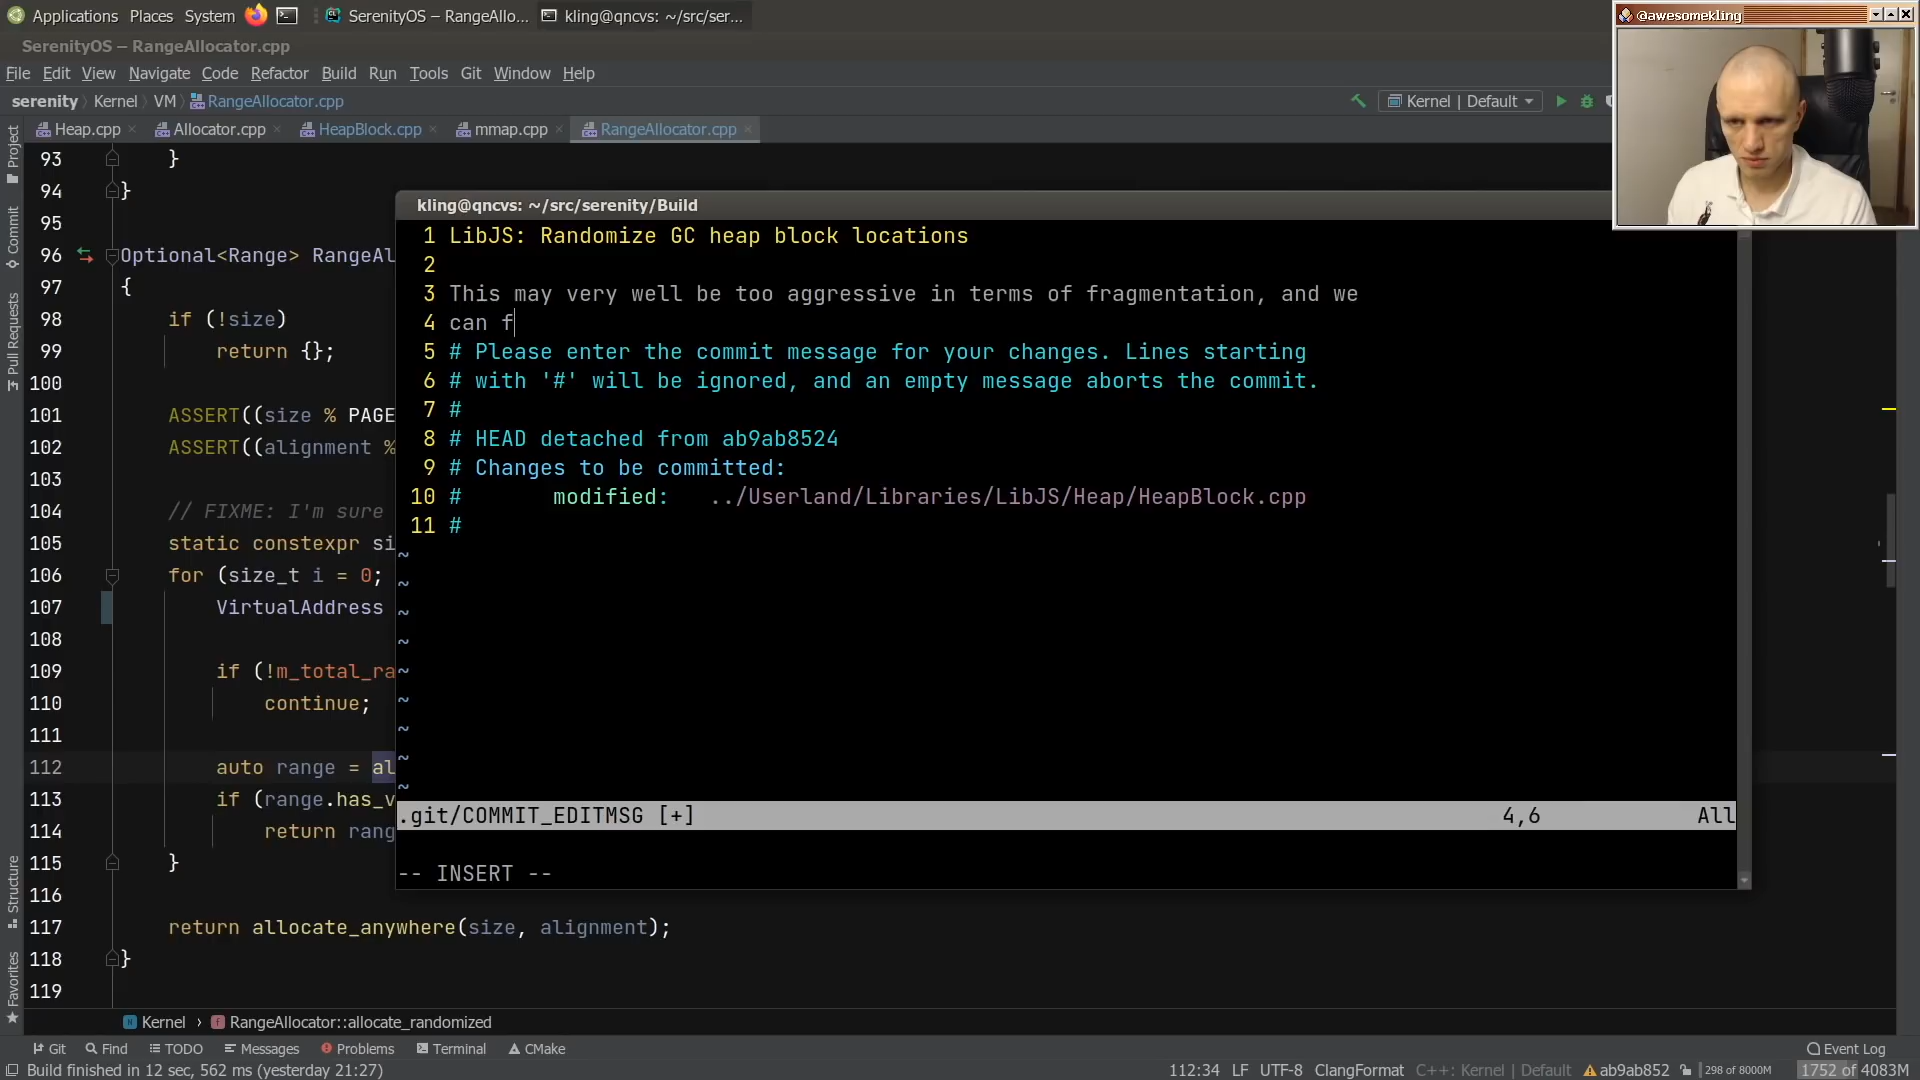 Applications Places System SerenityOS – RangeAllo... kling@qncvs: ~/src/ser...
@awesomekling
SerenityOS – RangeAllocator.cpp
File Edit View Navigate Code Refactor Build Run Tools Git Window Help
serenity Kernel VM RangeAllocator.cpp Kernel | Default
Heap.cpp Allocator.cpp HeapBlock.cpp mmap.cpp RangeAllocator.cpp
Project
Commit
Pull Requests
Structure
Favorites
93 }
94 }
95
96 Optional<Range> RangeAl
97 {
98 if (!size)
99 return {};
100
101 ASSERT((size % PAGE
102 ASSERT((alignment %
103
104 // FIXME: I'm sure
105 static constexpr si
106 for (size_t i = 0;
107 VirtualAddress
108
109 if (!m_total_ra
110 continue;
111
112 auto range = al
113 if (range.has_v
114 return rang
115 }
116
117 return allocate_anywhere(size, alignment);
118 }
119
kling@qncvs: ~/src/serenity/Build
1 LibJS: Randomize GC heap block locations
2
3 This may very well be too aggressive in terms of fragmentation, and we
4 can f
5 # Please enter the commit message for your changes. Lines starting
6 # with '#' will be ignored, and an empty message aborts the commit.
7 #
8 # HEAD detached from ab9ab8524
9 # Changes to be committed:
10 # modified: ../Userland/Libraries/LibJS/Heap/HeapBlock.cpp
11 #
~
~
~
~
~
~
~
~
~
.git/COMMIT_EDITMSG [+] 4,6 All
-- INSERT --
Kernel › RangeAllocator::allocate_randomized
Git Find TODO Messages Problems Terminal CMake Event Log
Build finished in 12 sec, 562 ms (yesterday 21:27) 112:34 LF UTF-8 ClangFormat C++: Kernel | Default ab9ab852 298 of 8000M 1752 of 4083M